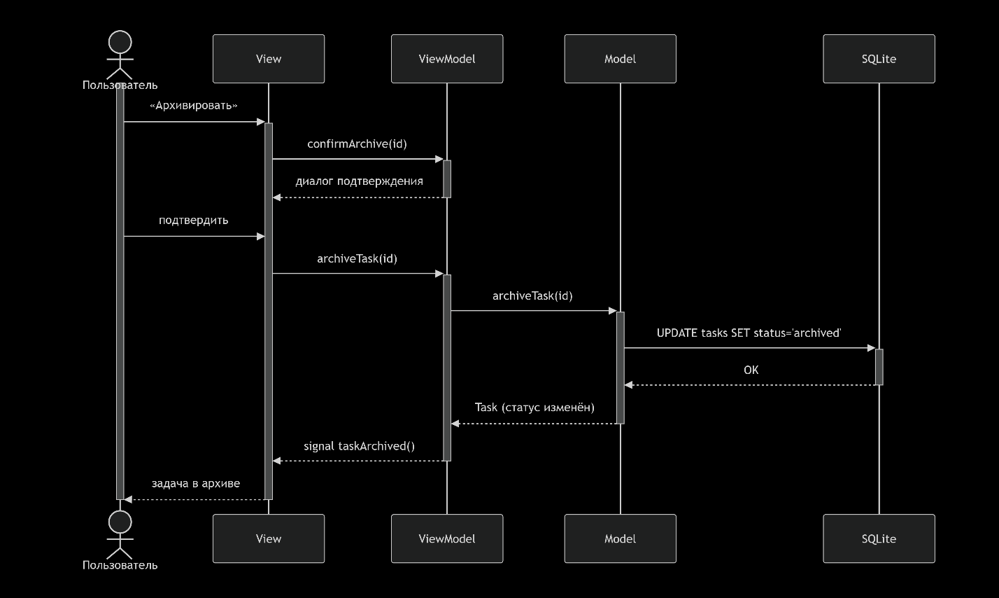 Пользователь
View
ViewModel
Model
SQLite
«Архивировать»
confirmArchive(id)
диалог подтверждения
подтвердить
archiveTask(id)
archiveTask(id)
UPDATE tasks SET status='archived'
OK
Task (статус изменён)
signal taskArchived()
задача в архиве
Пользователь
View
ViewModel
Model
SQLite